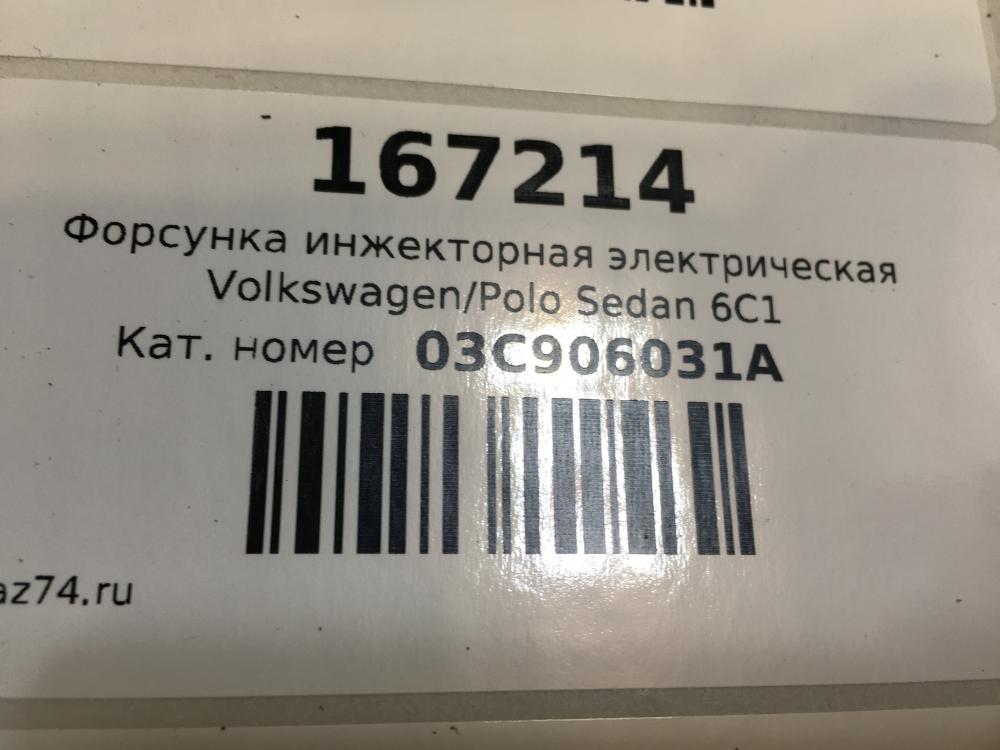 167214
Форсунка инжекторная электрическая
Volkswagen/Polo Sedan 6C1
Кат. номер 03C906031A
az74.ru